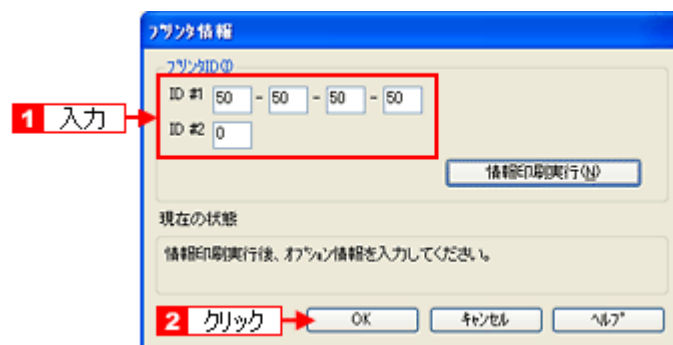 プリンタ情報
プリンタID(I)
ID #1 50 - 50 - 50 - 50
1 入力
ID #2 0
情報印刷実行(N)
現在の状態
情報印刷実行後、オプション情報を入力してください。
2 クリック
OK キャンセル ヘルプ